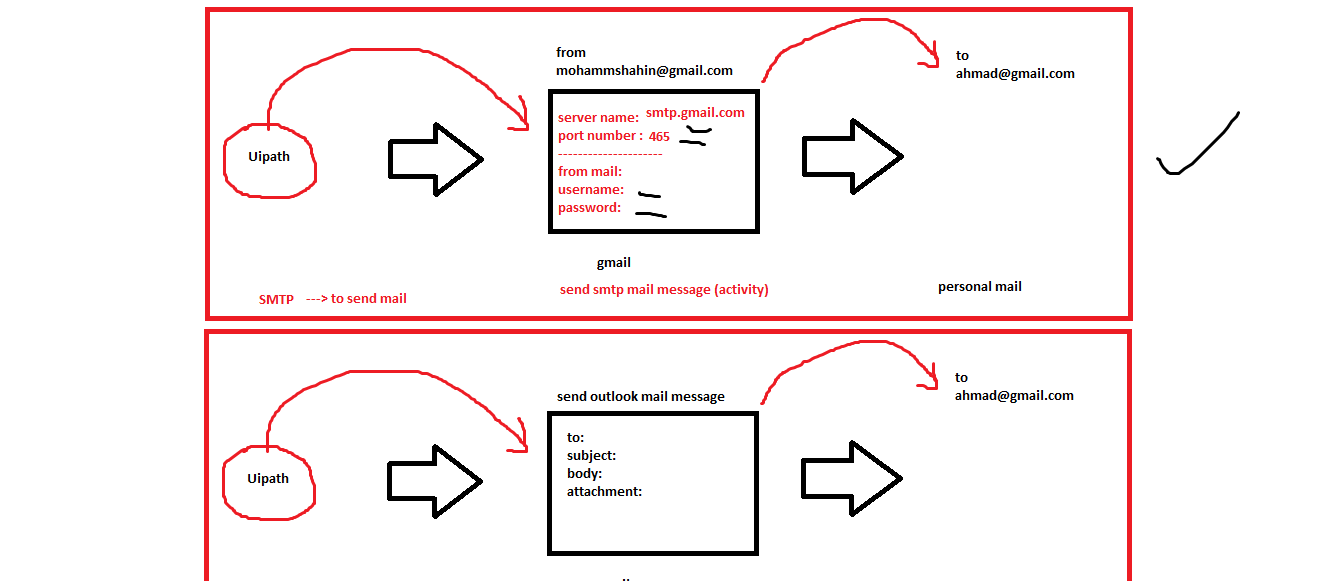 from
mohammshahin@gmail.com
to
ahmad@gmail.com
server name: smtp.gmail.com
port number : 465
---------------------
from mail:
username:
password:
Uipath
gmail
send smtp mail message (activity)
personal mail
SMTP ---> to send mail
to
ahmad@gmail.com
send outlook mail message
to:
subject:
body:
attachment:
Uipath